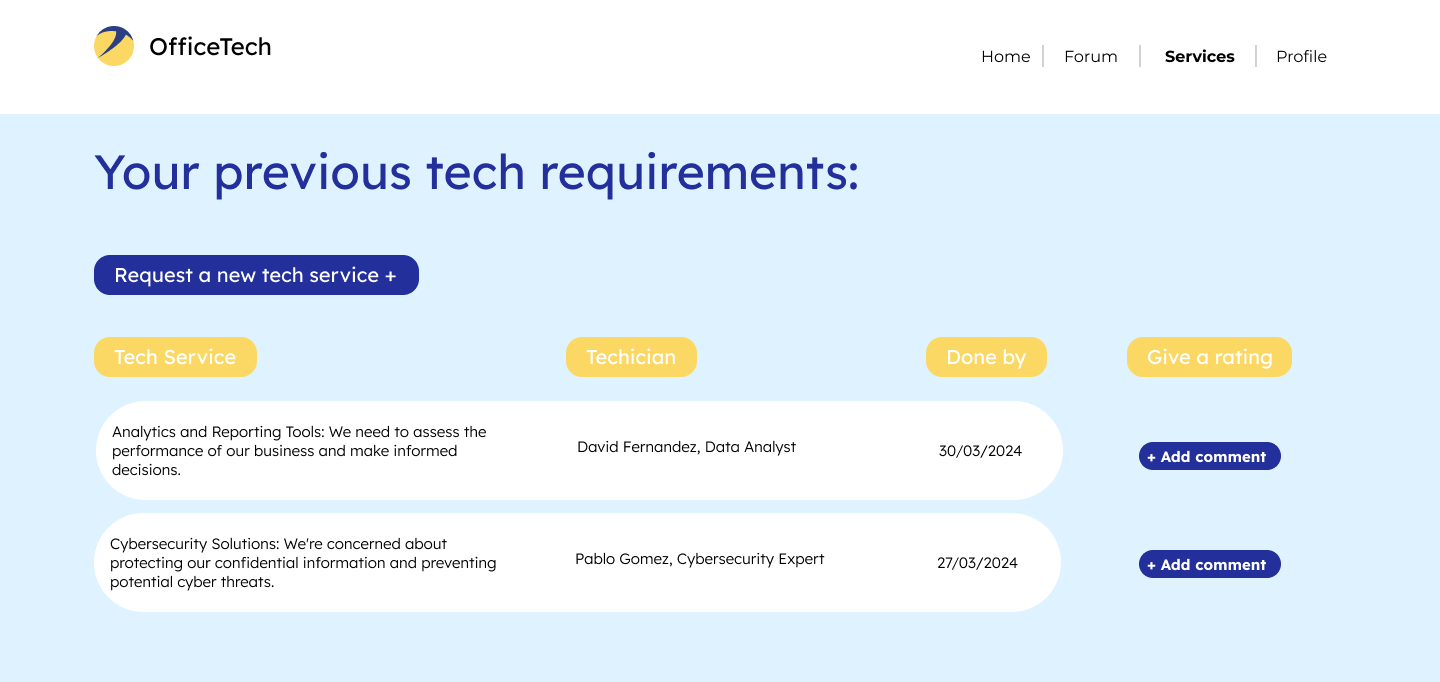 OfficeTech
Home
Forum
Services
Profile
Your previous tech requirements:
Request a new tech service +
Tech Service
Techician
Done by
Give a rating
Analytics and Reporting Tools: We need to assess the
performance of our business and make informed
decisions.
David Fernandez, Data Analyst
30/03/2024
+ Add comment
Cybersecurity Solutions: We're concerned about
protecting our confidential information and preventing
potential cyber threats.
Pablo Gomez, Cybersecurity Expert
27/03/2024
+ Add comment